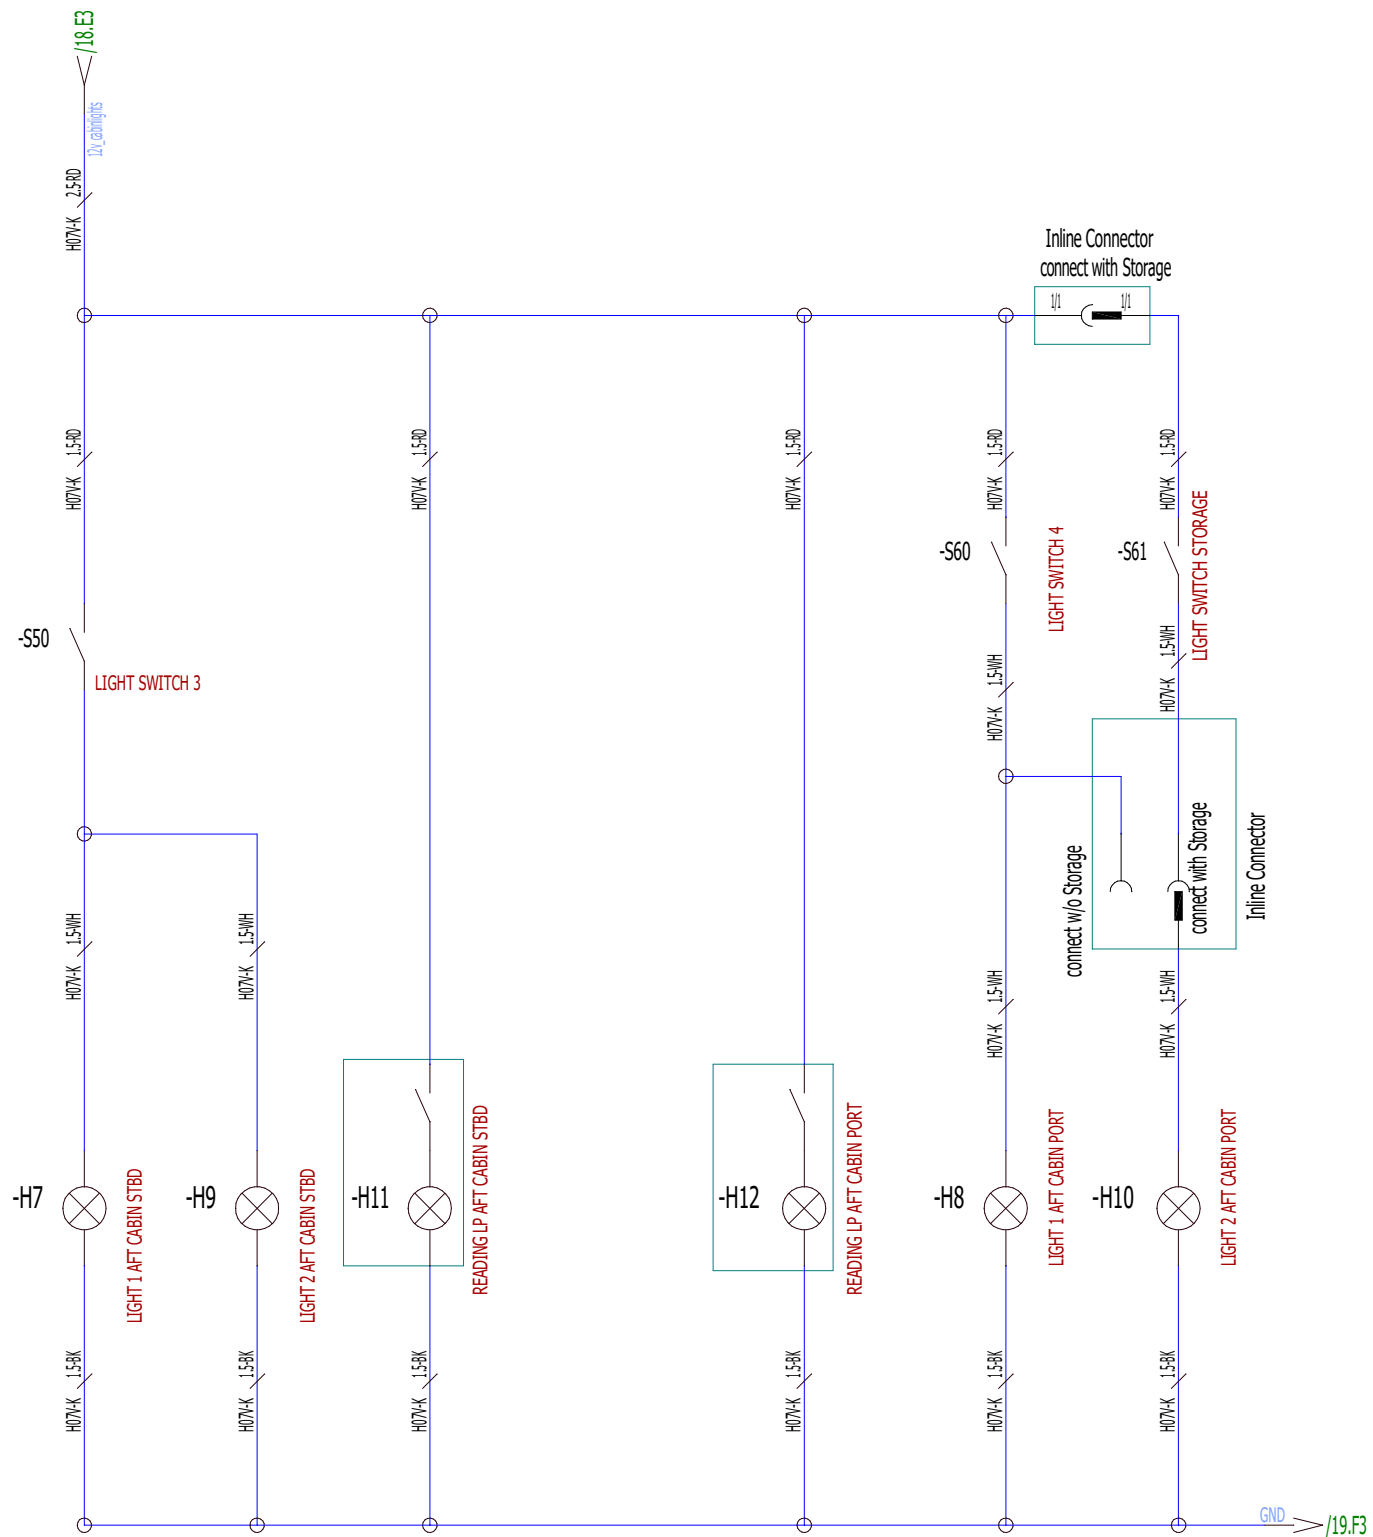 /18.E3
12v_cabinlights
H07V-K 2.5-RD
Inline Connector
connect with Storage
1/1 1/1
H07V-K 1.5-RD
H07V-K 1.5-RD
H07V-K 1.5-RD
H07V-K 1.5-RD
H07V-K 1.5-RD
-S60
LIGHT SWITCH 4
-S61
LIGHT SWITCH STORAGE
-S50
LIGHT SWITCH 3
H07V-K 1.5-WH
H07V-K 1.5-WH
connect w/o Storage
connect with Storage
Inline Connector
H07V-K 1.5-WH
H07V-K 1.5-WH
H07V-K 1.5-WH
H07V-K 1.5-WH
-H7
LIGHT 1 AFT CABIN STBD
-H9
LIGHT 2 AFT CABIN STBD
-H11
READING LP AFT CABIN STBD
-H12
READING LP AFT CABIN PORT
-H8
LIGHT 1 AFT CABIN PORT
-H10
LIGHT 2 AFT CABIN PORT
H07V-K 1.5-BK
H07V-K 1.5-BK
H07V-K 1.5-BK
H07V-K 1.5-BK
H07V-K 1.5-BK
H07V-K 1.5-BK
GND
/19.F3